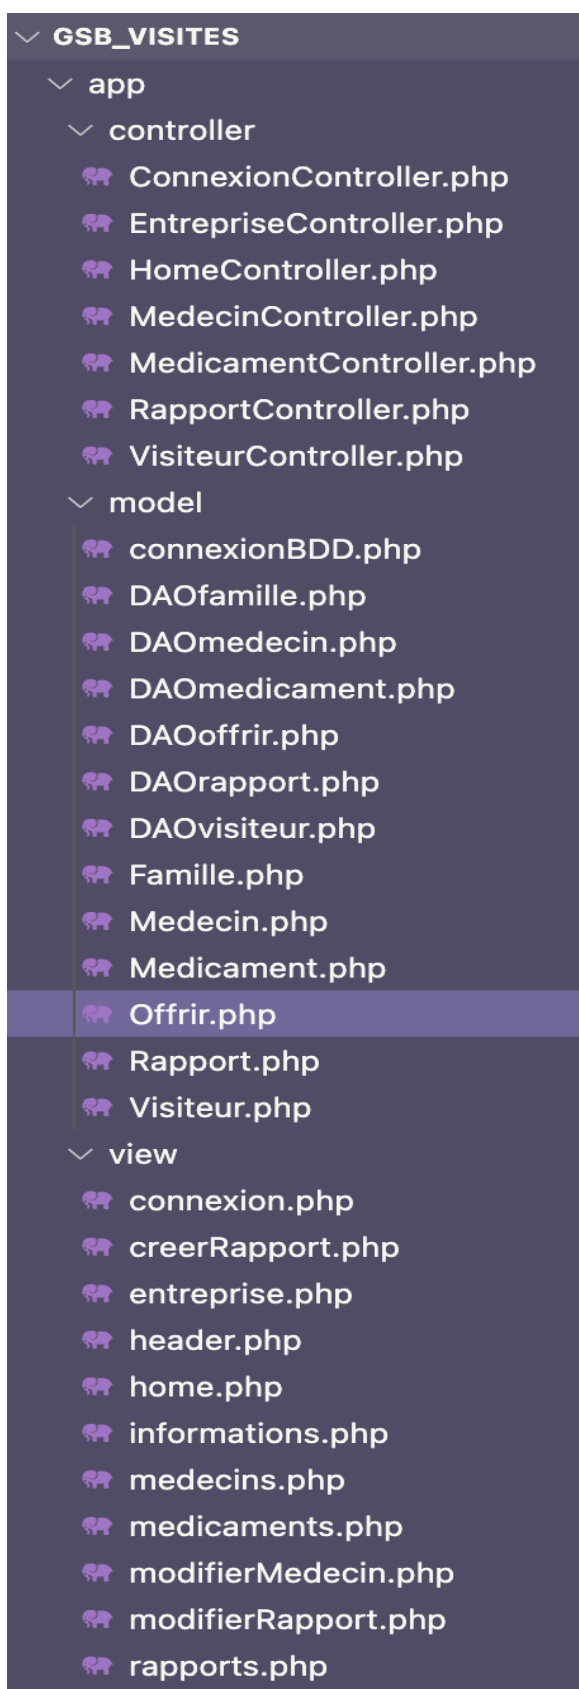 GSB_VISITES
app
controller
ConnexionController.php
EntrepriseController.php
HomeController.php
MedecinController.php
MedicamentController.php
RapportController.php
VisiteurController.php
model
connexionBDD.php
DAOfamille.php
DAOmedecin.php
DAOmedicament.php
DAOoffrir.php
DAOrapport.php
DAOvisiteur.php
Famille.php
Medecin.php
Medicament.php
Offrir.php
Rapport.php
Visiteur.php
view
connexion.php
creerRapport.php
entreprise.php
header.php
home.php
informations.php
medecins.php
medicaments.php
modifierMedecin.php
modifierRapport.php
rapports.php